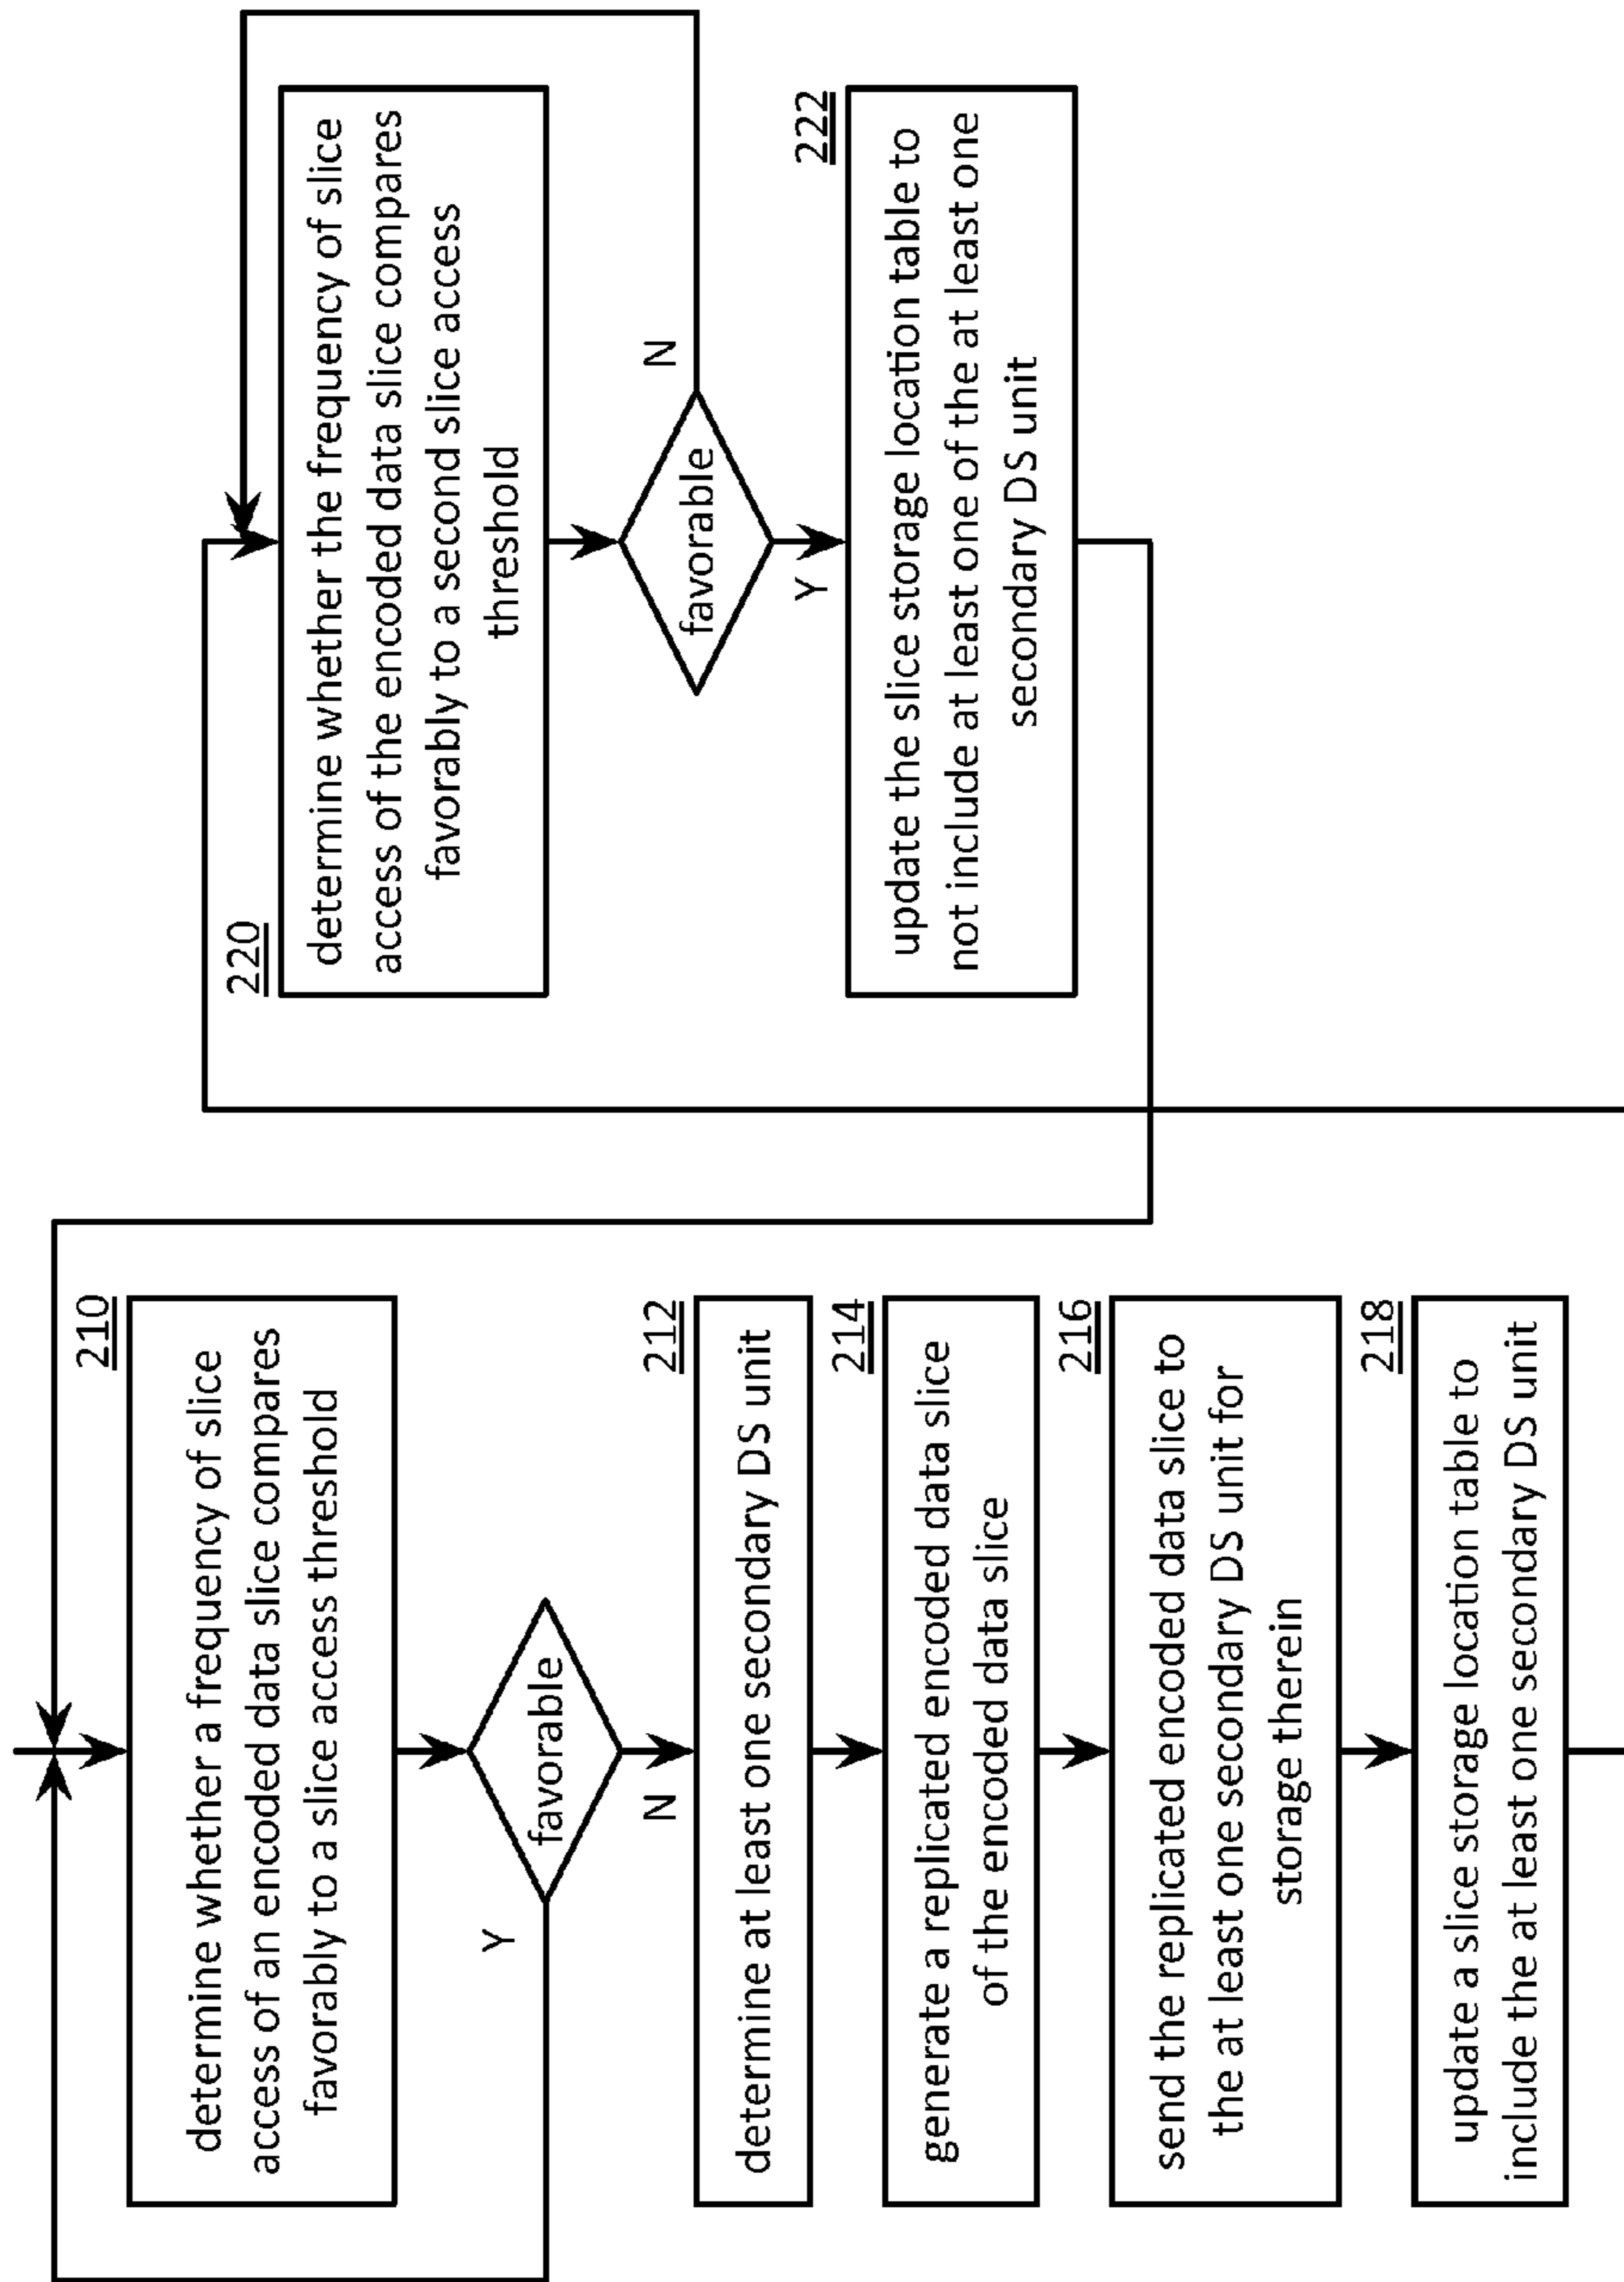 210
determine whether a frequency of slice
access of an encoded data slice compares
favorably to a slice access threshold
favorable
Y
N
212
determine at least one secondary DS unit
214
generate a replicated encoded data slice
of the encoded data slice
216
send the replicated encoded data slice to
the at least one secondary DS unit for
storage therein
218
update a slice storage location table to
include the at least one secondary DS unit
220
determine whether the frequency of slice
access of the encoded data slice compares
favorably to a second slice access
threshold
favorable
N
Y
222
update the slice storage location table to
not include at least one of the at least one
secondary DS unit